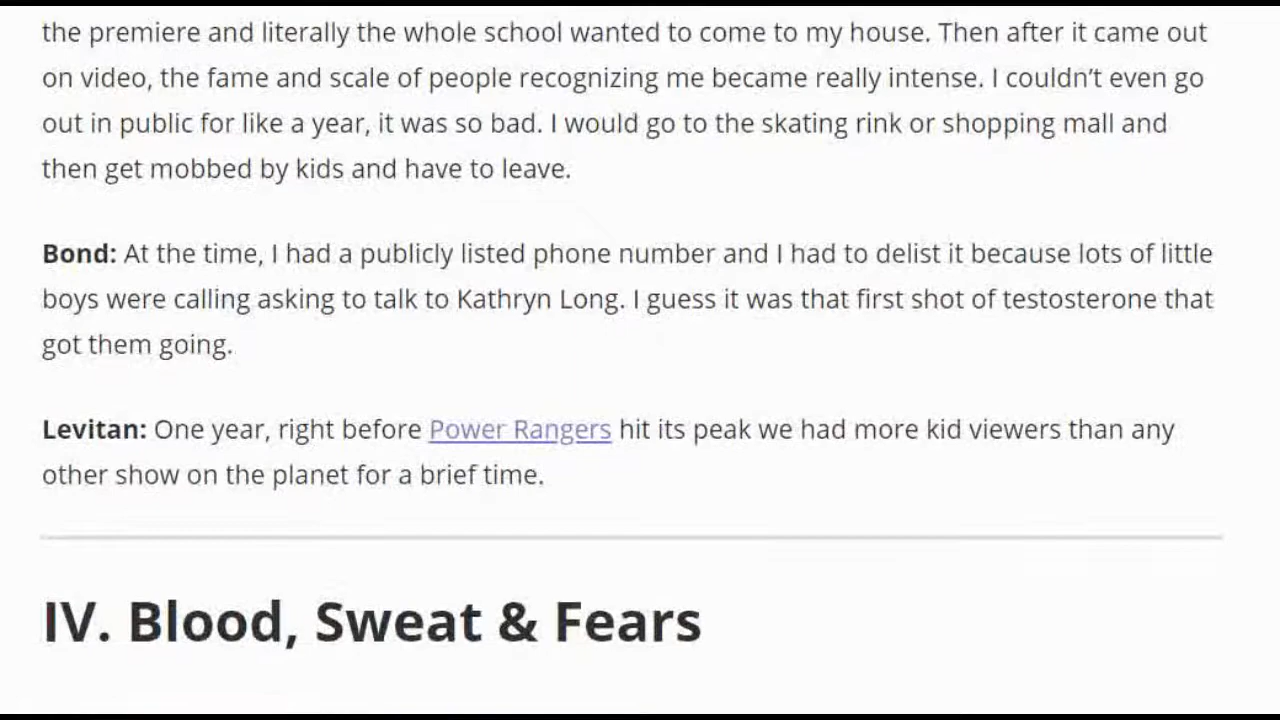 the premiere and literally the whole school wanted to come to my house. Then after it came out
on video, the fame and scale of people recognizing me became really intense. I couldn’t even go
out in public for like a year, it was so bad. I would go to the skating rink or shopping mall and
then get mobbed by kids and have to leave.
Bond: At the time, I had a publicly listed phone number and I had to delist it because lots of little
boys were calling asking to talk to Kathryn Long. I guess it was that first shot of testosterone that
got them going.
Levitan: One year, right before Power Rangers hit its peak we had more kid viewers than any
other show on the planet for a brief time.
IV. Blood, Sweat & Fears